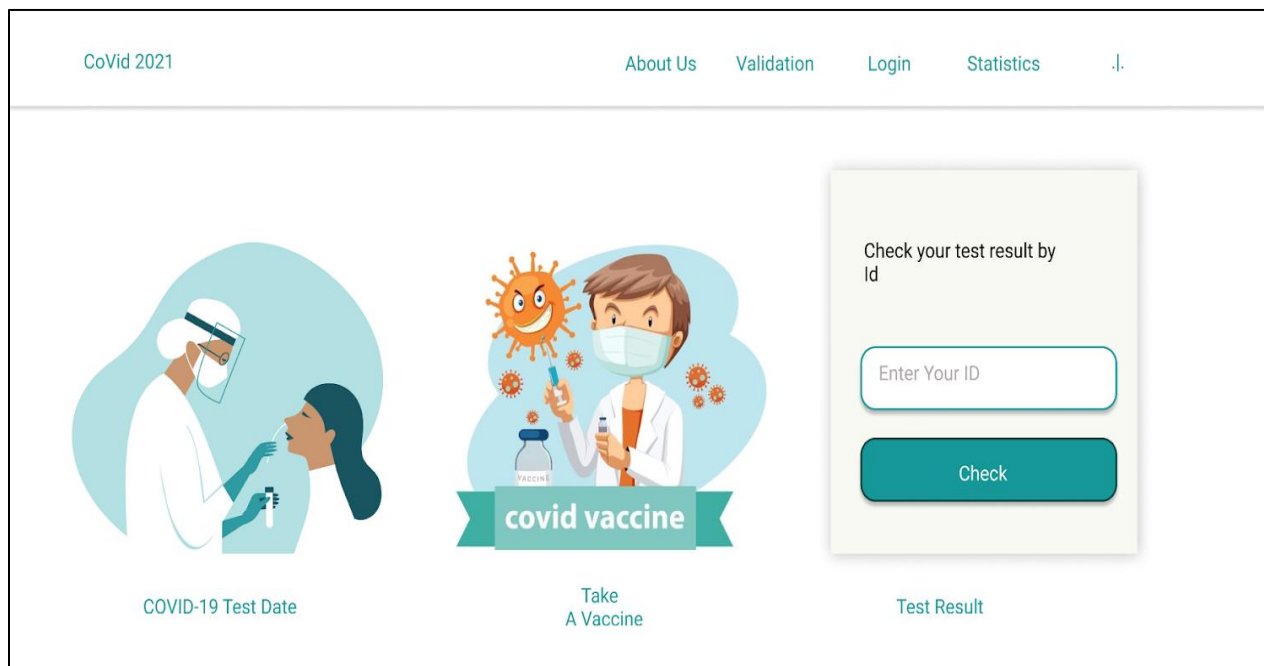 CoVid 2021
About Us
Validation
Login
Statistics
.|.
Check your test result by
Id
Enter Your ID
Check
VACCINE
covid vaccine
COVID-19 Test Date
Take
A Vaccine
Test Result